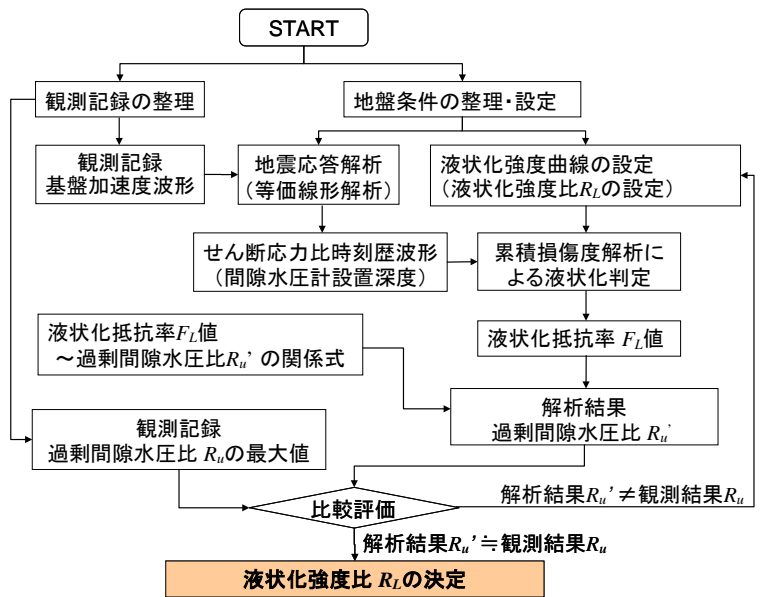 START
観測記録の整理
地盤条件の整理・設定
観測記録
基盤加速度波形
地震応答解析
（等価線形解析）
液状化強度曲線の設定
（液状化強度比RLの設定）
せん断応力比時刻歴波形
（間隙水圧計設置深度）
累積損傷度解析に
よる液状化判定
液状化抵抗率FL値
～過剰間隙水圧比Ru’の関係式
液状化抵抗率 FL値
解析結果
過剰間隙水圧比 Ru’
観測記録
過剰間隙水圧比 Ruの最大値
比較評価
解析結果Ru’≠観測結果Ru
解析結果Ru’≒観測結果Ru
液状化強度比 RLの決定